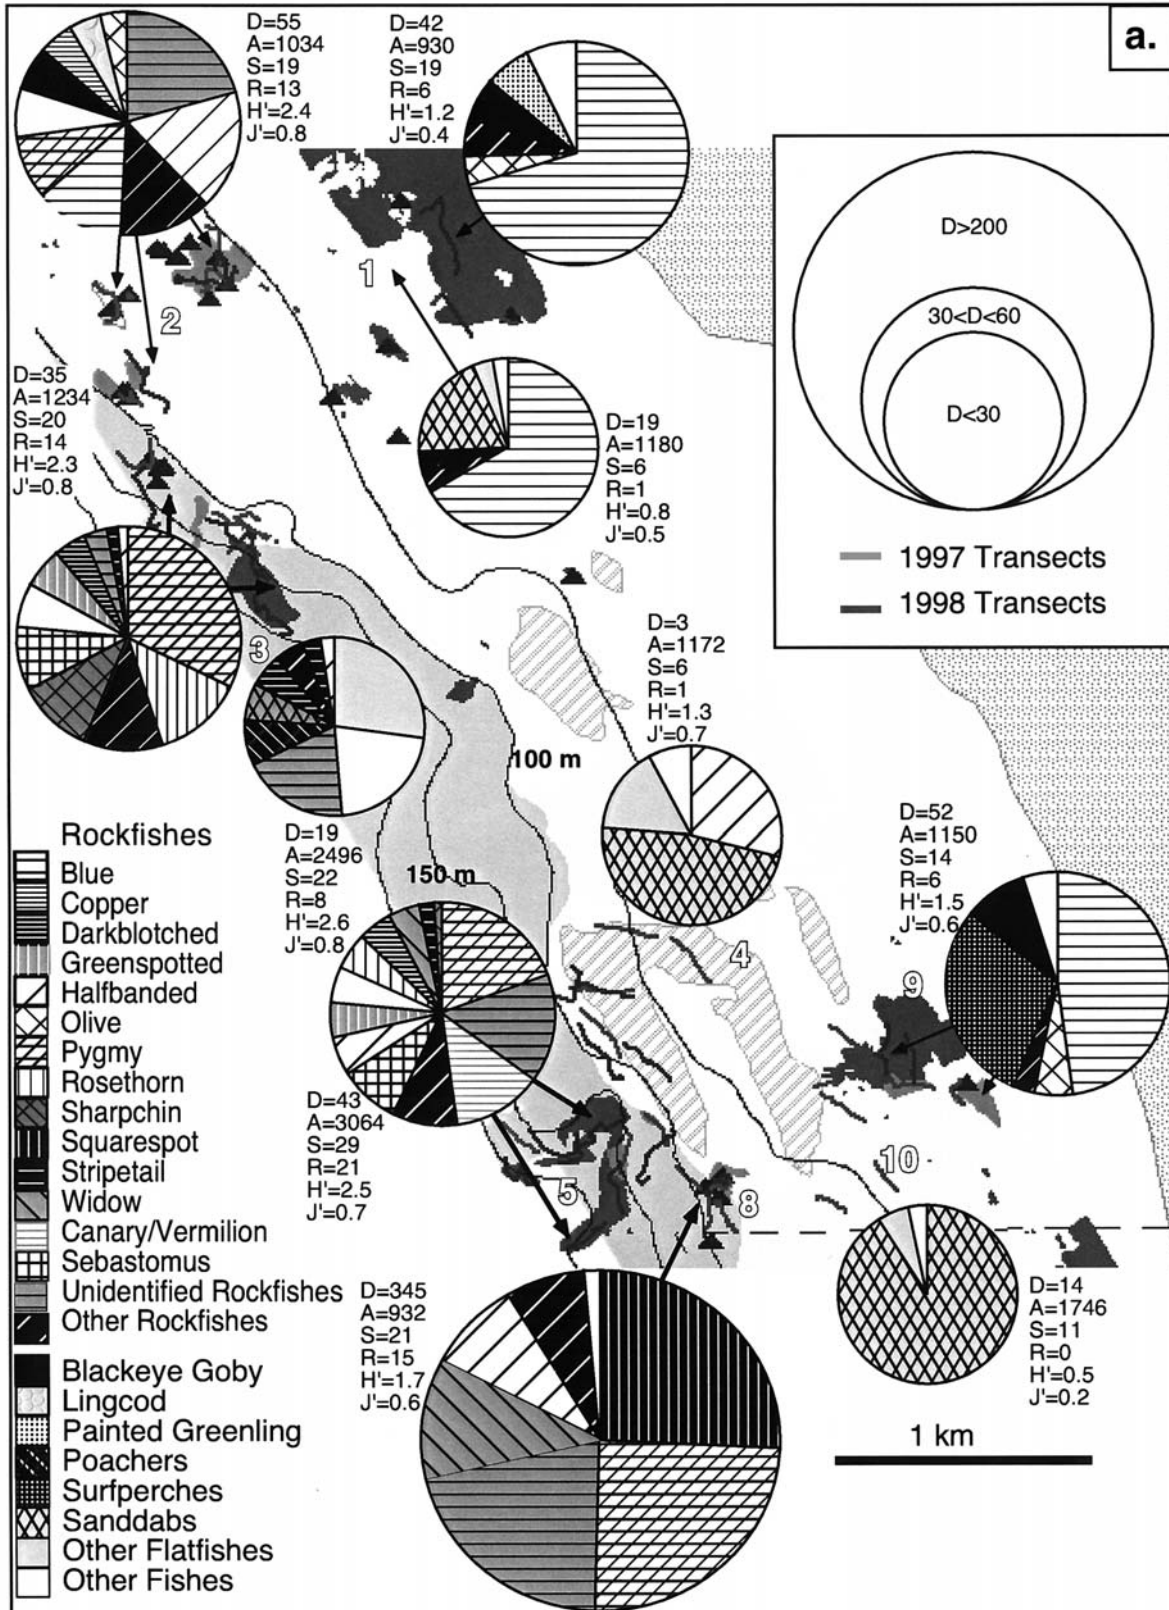 a.
D=55
A=1034
S=19
R=13
H'=2.4
J'=0.8
D=42
A=930
S=19
R=6
H'=1.2
J'=0.4
D>200
30<D<60
D<30
1997 Transects
1998 Transects
1
2
D=35
A=1234
S=20
R=14
H'=2.3
J'=0.8
D=19
A=1180
S=6
R=1
H'=0.8
J'=0.5
3
D=3
A=1172
S=6
R=1
H'=1.3
J'=0.7
100 m
D=19
A=2496
S=22
R=8
H'=2.6
J'=0.8
150 m
D=52
A=1150
S=14
R=6
H'=1.5
J'=0.6
4
9
D=43
A=3064
S=29
R=21
H'=2.5
J'=0.7
5
8
10
D=345
A=932
S=21
R=15
H'=1.7
J'=0.6
D=14
A=1746
S=11
R=0
H'=0.5
J'=0.2
1 km
Rockfishes
Blue
Copper
Darkblotched
Greenspotted
Halfbanded
Olive
Pygmy
Rosethorn
Sharpchin
Squarespot
Stripetail
Widow
Canary/Vermilion
Sebastomus
Unidentified Rockfishes
Other Rockfishes
Blackeye Goby
Lingcod
Painted Greenling
Poachers
Surfperches
Sanddabs
Other Flatfishes
Other Fishes